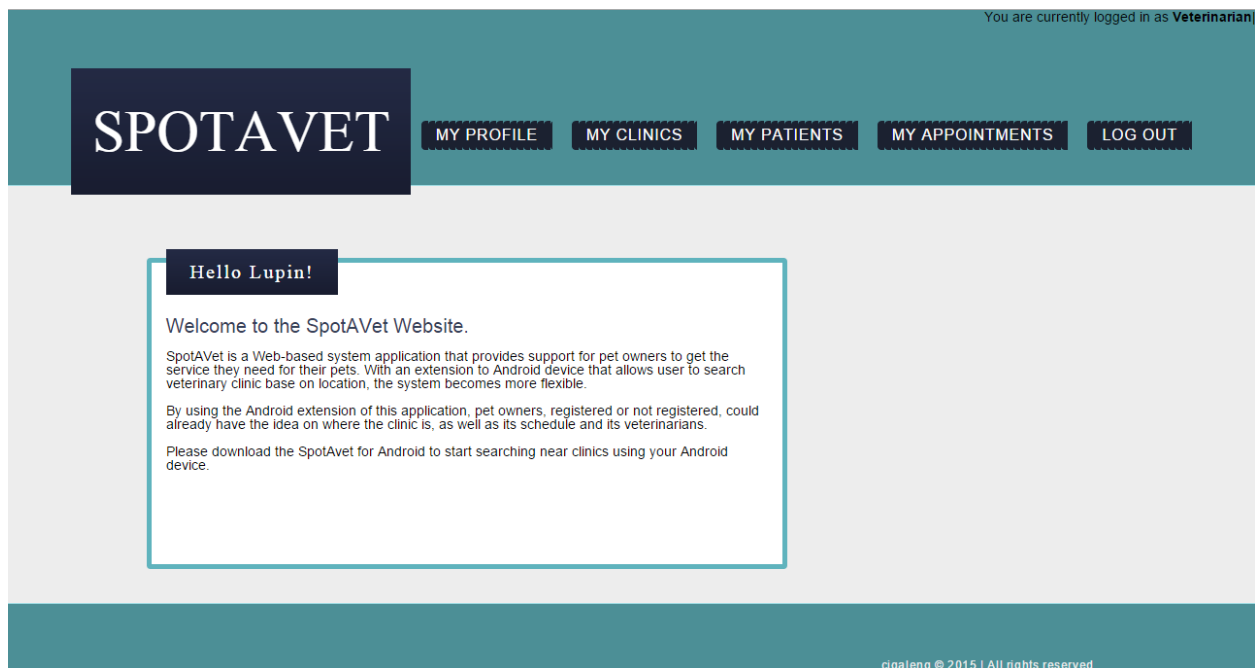 You are currently logged in as Veterinarian|
SPOTAVET
MY PROFILE
MY CLINICS
MY PATIENTS
MY APPOINTMENTS
LOG OUT
Hello Lupin!
Welcome to the SpotAVet Website.
SpotAVet is a Web-based system application that provides support for pet owners to get the
service they need for their pets. With an extension to Android device that allows user to search
veterinary clinic base on location, the system becomes more flexible.
By using the Android extension of this application, pet owners, registered or not registered, could
already have the idea on where the clinic is, as well as its schedule and its veterinarians.
Please download the SpotAvet for Android to start searching near clinics using your Android
device.
cigaleng © 2015 | All rights reserved